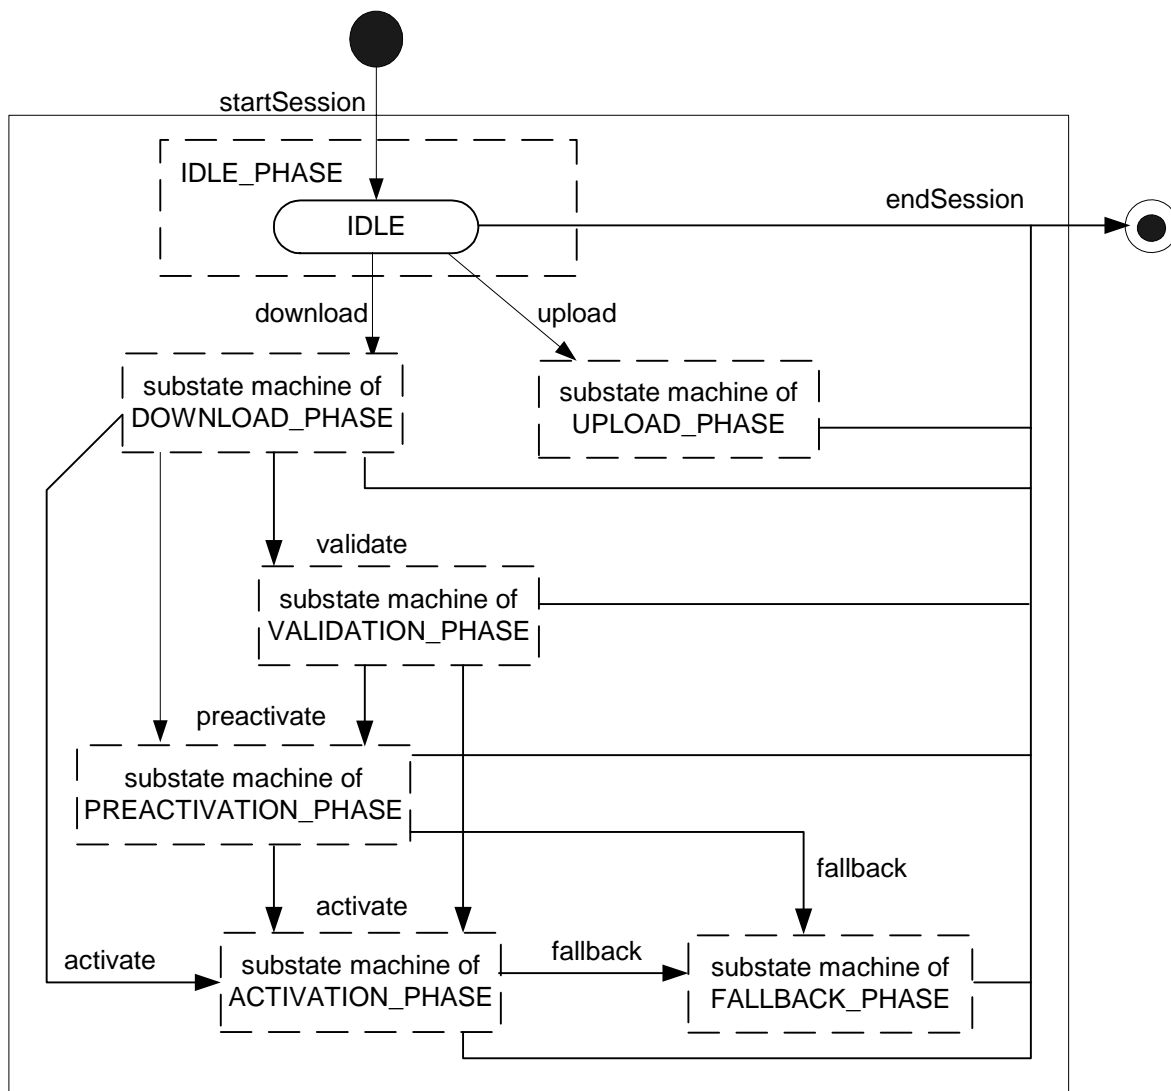 startSession
IDLE_PHASE
endSession
IDLE
download
upload
substate machine of
DOWNLOAD_PHASE
substate machine of
UPLOAD_PHASE
validate
substate machine of
VALIDATION_PHASE
preactivate
substate machine of
PREACTIVATION_PHASE
fallback
activate
activate
substate machine of
ACTIVATION_PHASE
fallback
substate machine of
FALLBACK_PHASE